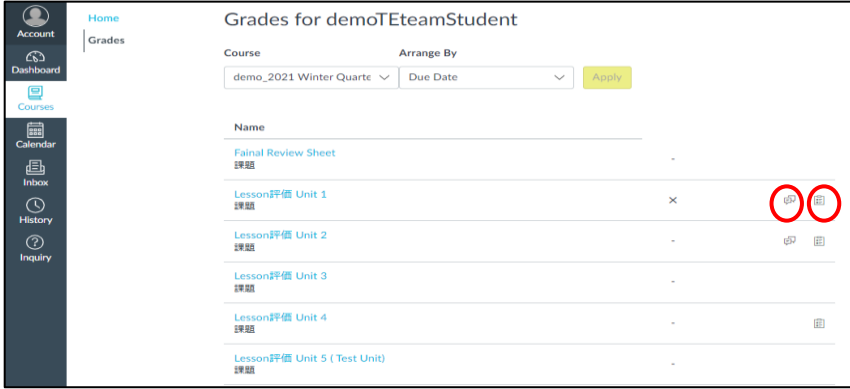 Account
Dashboard
Courses
Calendar
Inbox
History
Inquiry
Home
Grades
Grades for demoTEteamStudent
Course
Arrange By
demo_2021 Winter Quarte
Due Date
Apply
Name
Fainal Review Sheet
課題
-
Lesson評価 Unit 1
課題
×
Lesson評価 Unit 2
課題
-
Lesson評価 Unit 3
課題
-
Lesson評価 Unit 4
課題
-
Lesson評価 Unit 5 ( Test Unit)
課題
-